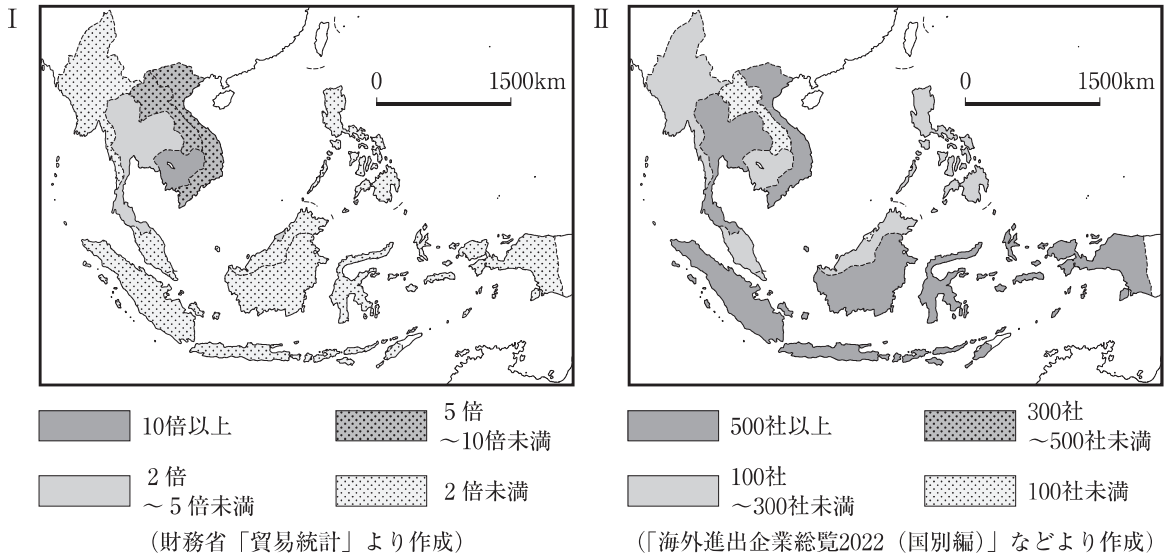 Ⅰ
0 1500km
10倍以上
5倍
～10倍未満
2倍
～5倍未満
2倍未満
（財務省「貿易統計」より作成）
Ⅱ
0 1500km
500社以上
300社
～500社未満
100社
～300社未満
100社未満
（「海外進出企業総覧2022（国別編）」などより作成）